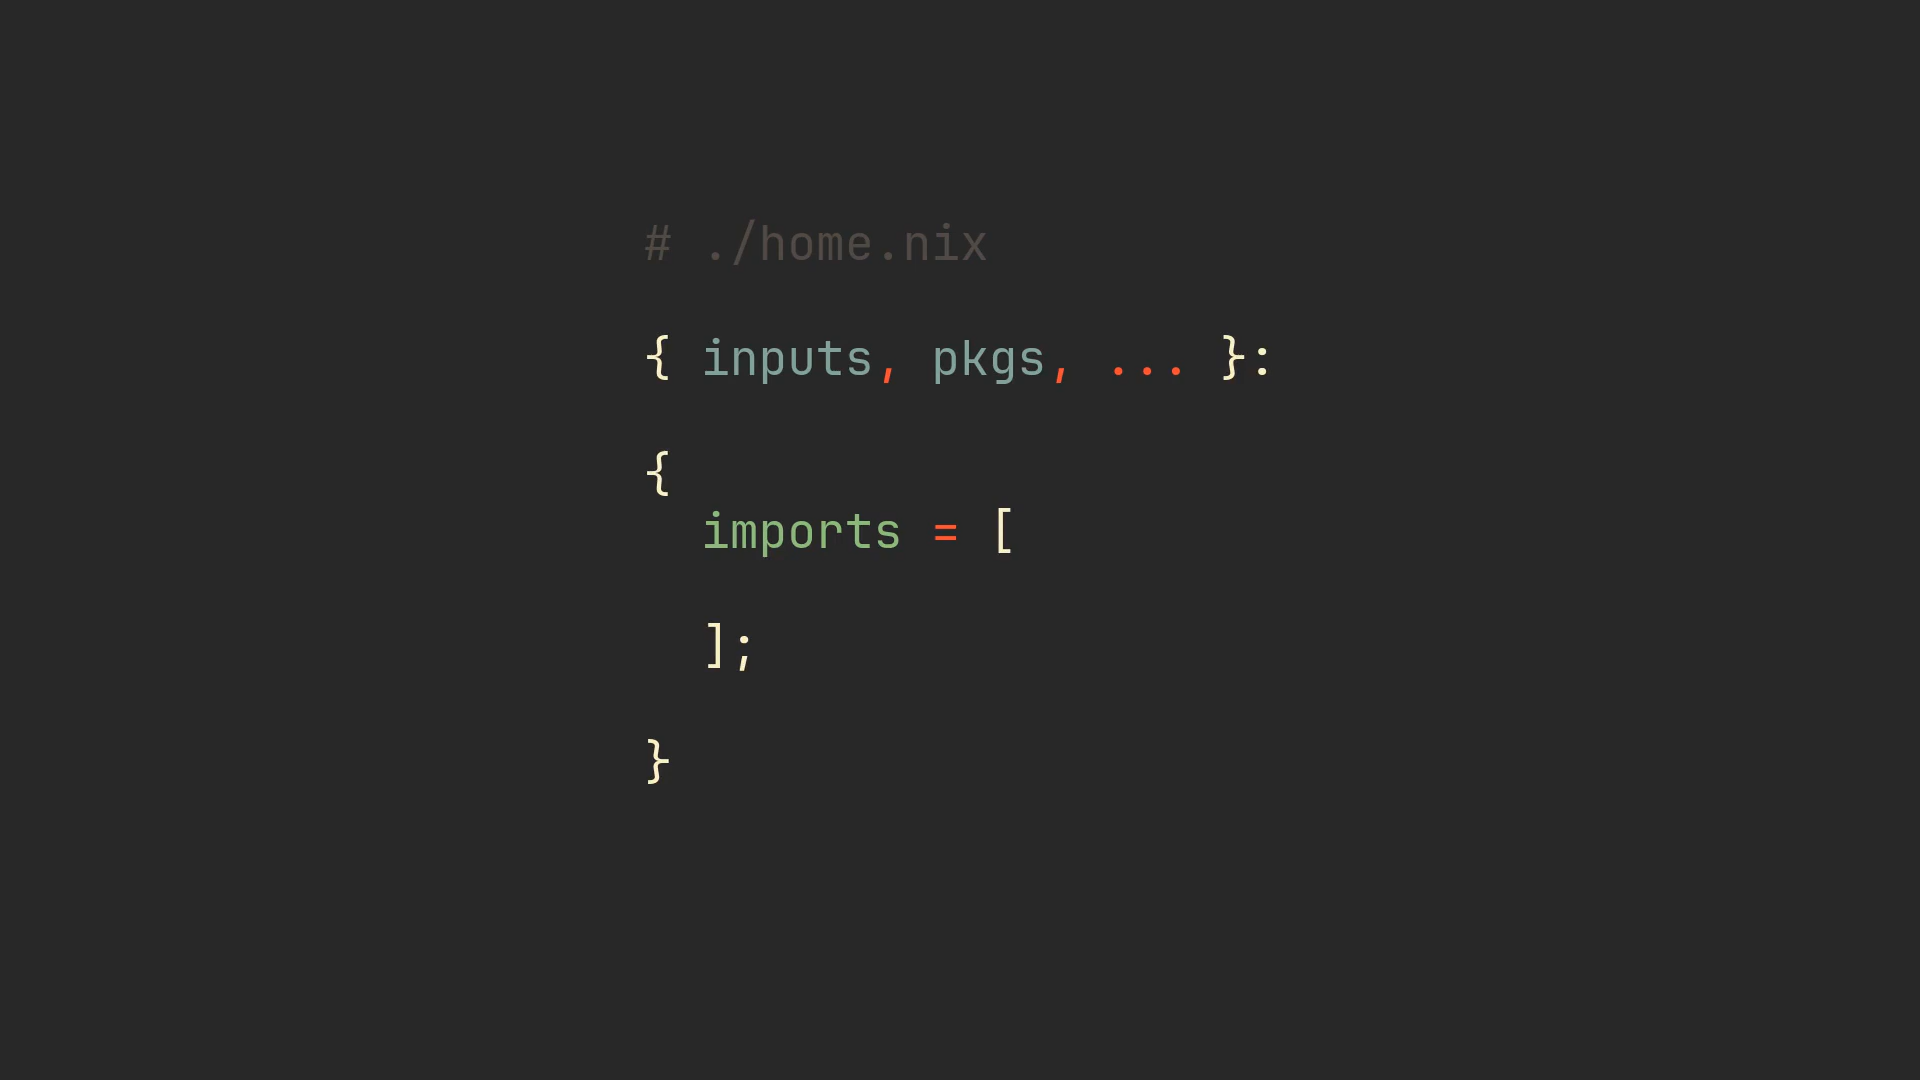 # ./home.nix
{ inputs, pkgs, ... }:
{
  imports = [
  ];
}